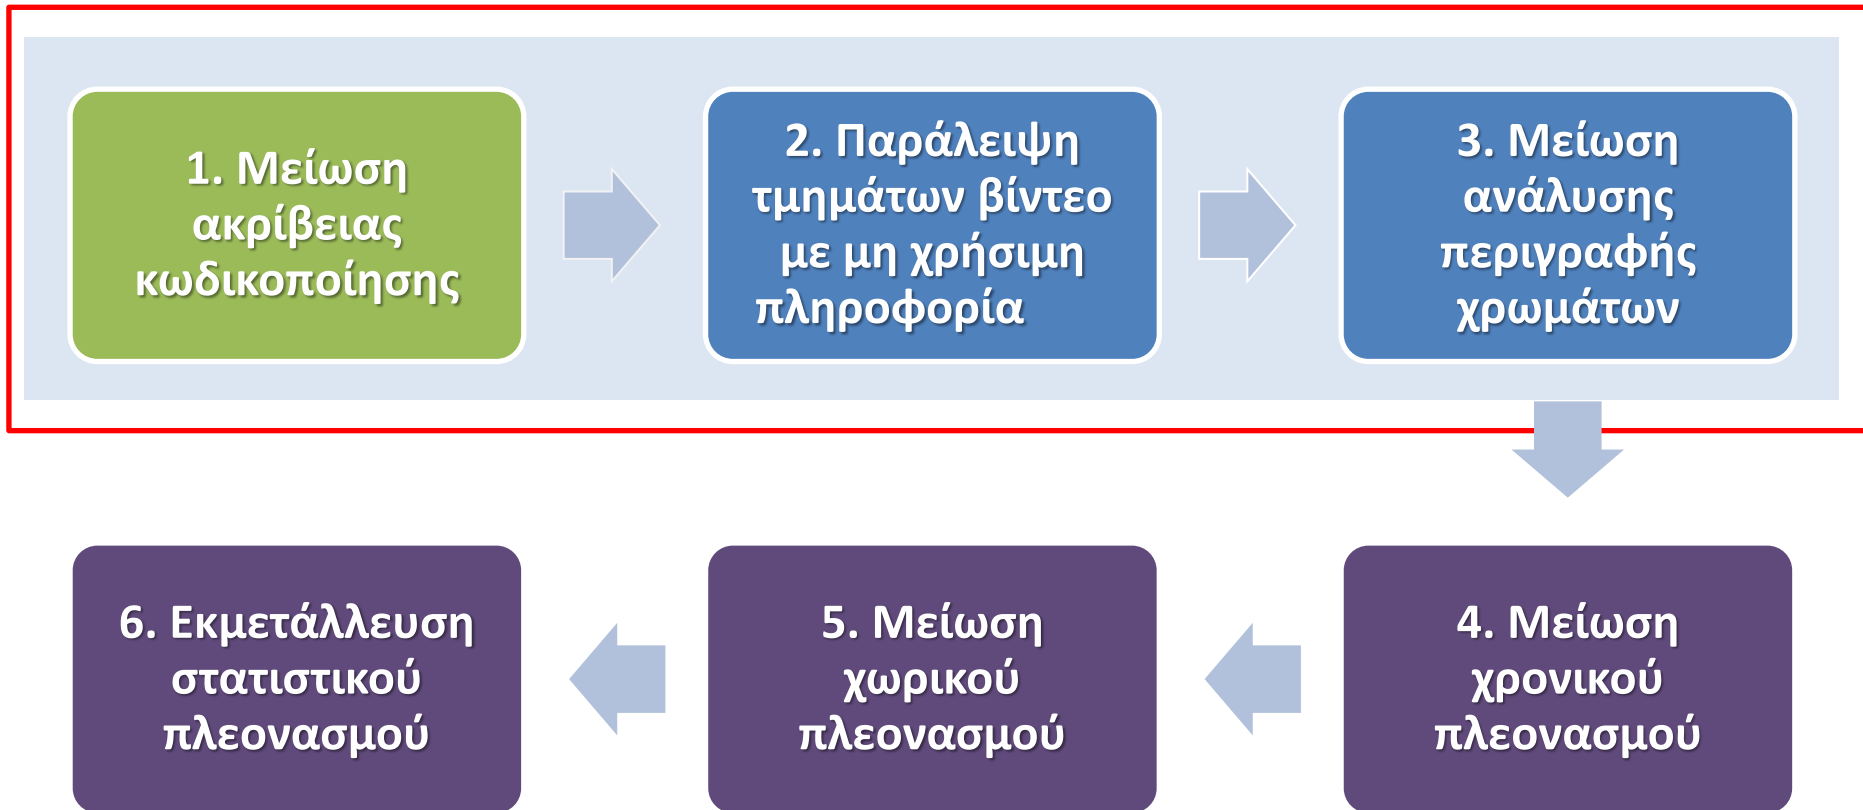 1. Μείωση
ακρίβειας
κωδικοποίησης
2. Παράλειψη
τμημάτων βίντεο
με μη χρήσιμη
πληροφορία
3. Μείωση
ανάλυσης
περιγραφής
χρωμάτων
4. Μείωση
χρονικού
πλεονασμού
5. Μείωση
χωρικού
πλεονασμού
6. Εκμετάλλευση
στατιστικού
πλεονασμού